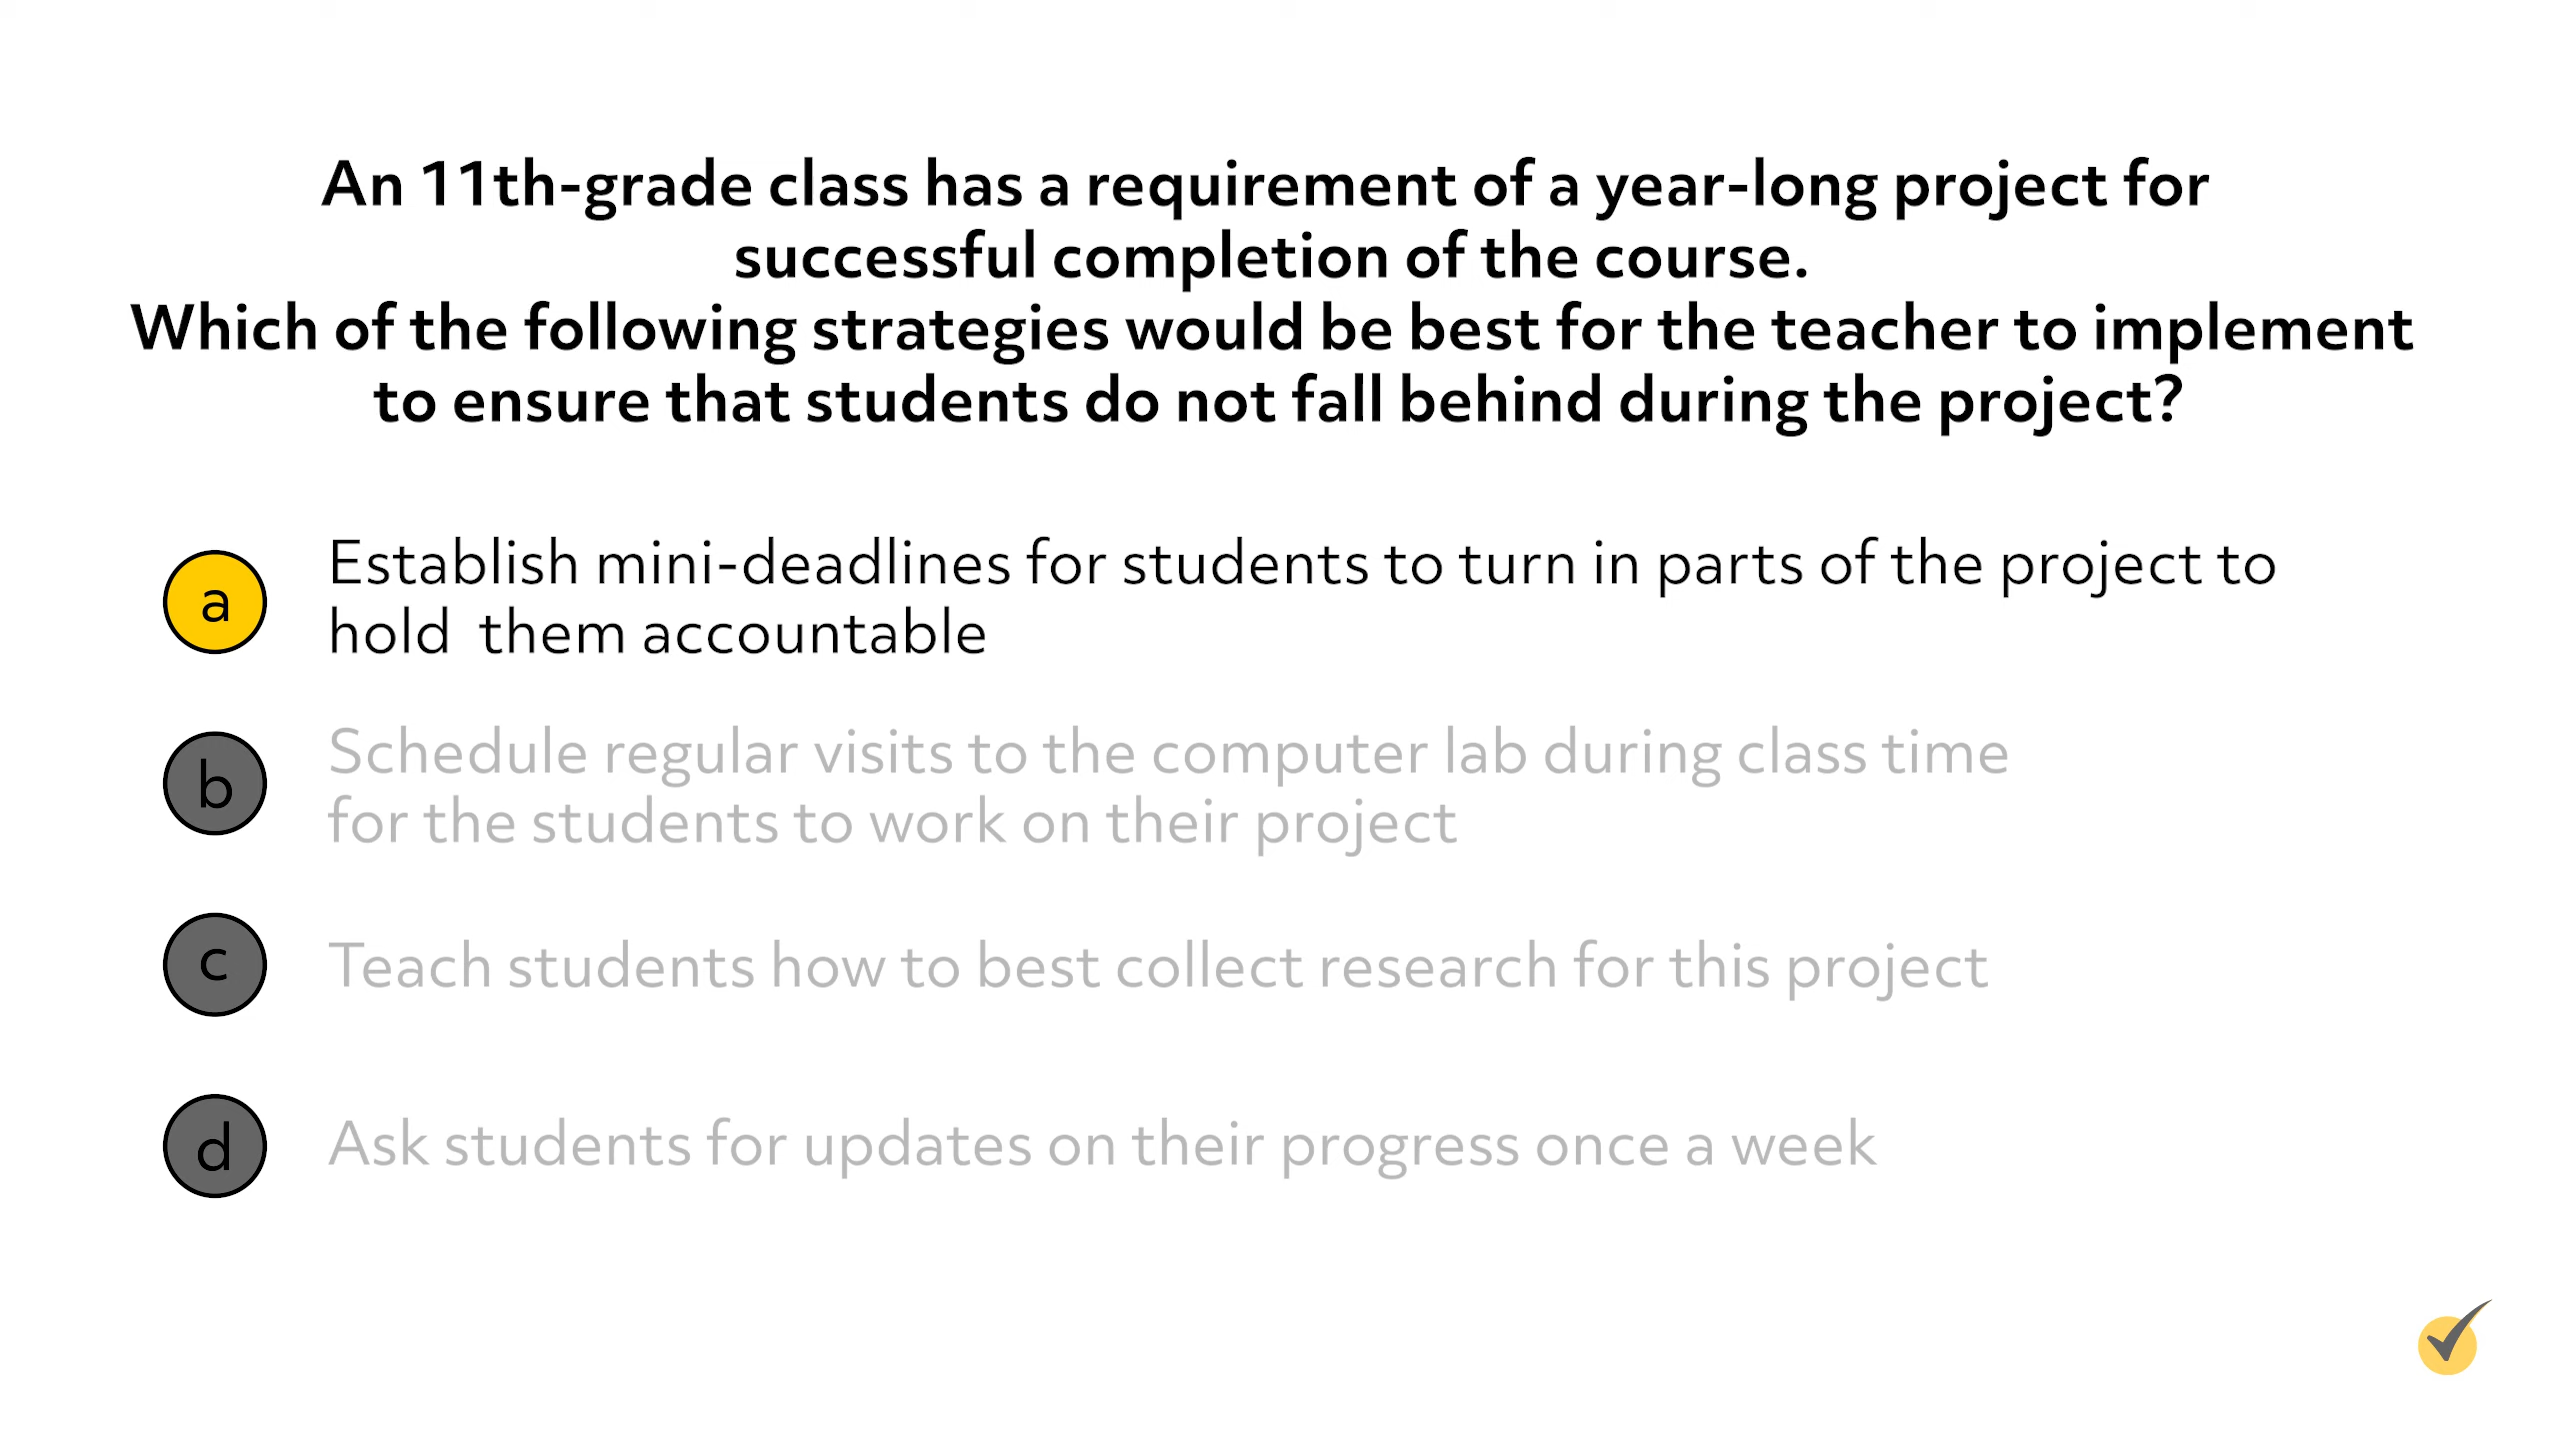 An 11th-grade class has a requirement of a year-long project for
successful completion of the course.
Which of the following strategies would be best for the teacher to implement
to ensure that students do not fall behind during the project?
a
Establish mini-deadlines for students to turn in parts of the project to
hold  them accountable
b
Schedule regular visits to the computer lab during class time
for the students to work on their project
c
Teach students how to best collect research for this project
d
Ask students for updates on their progress once a week